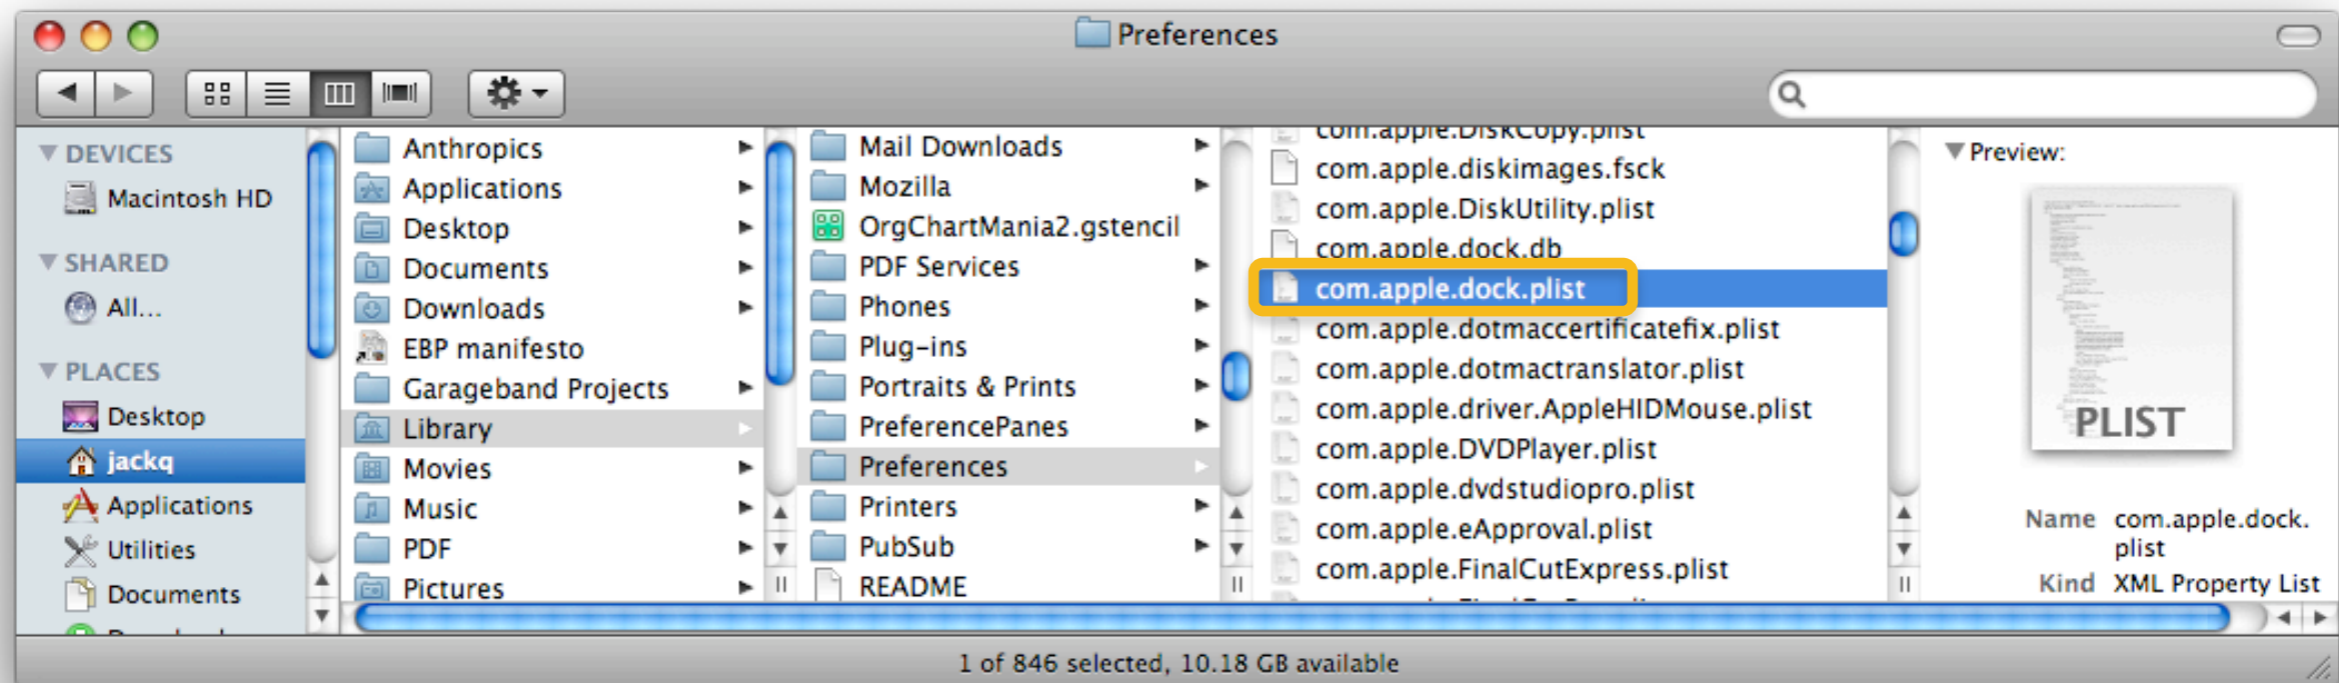 Preferences
DEVICES
Macintosh HD
SHARED
All...
PLACES
Desktop
jackq
Applications
Utilities
Documents
Anthropics
Applications
Desktop
Documents
Downloads
EBP manifesto
Garageband Projects
Library
Movies
Music
PDF
Pictures
Mail Downloads
Mozilla
OrgChartMania2.gstencil
PDF Services
Phones
Plug-ins
Portraits & Prints
PreferencePanes
Preferences
Printers
PubSub
README
com.apple.DiskCopy.plist
com.apple.diskimages.fsck
com.apple.DiskUtility.plist
com.apple.dock.db
com.apple.dock.plist
com.apple.dotmaccertificatefix.plist
com.apple.dotmactranslator.plist
com.apple.driver.AppleHIDMouse.plist
com.apple.DVDPlayer.plist
com.apple.dvdstudiopro.plist
com.apple.eApproval.plist
com.apple.FinalCutExpress.plist
Preview:
PLIST
Name com.apple.dock.
plist
Kind XML Property List
1 of 846 selected, 10.18 GB available